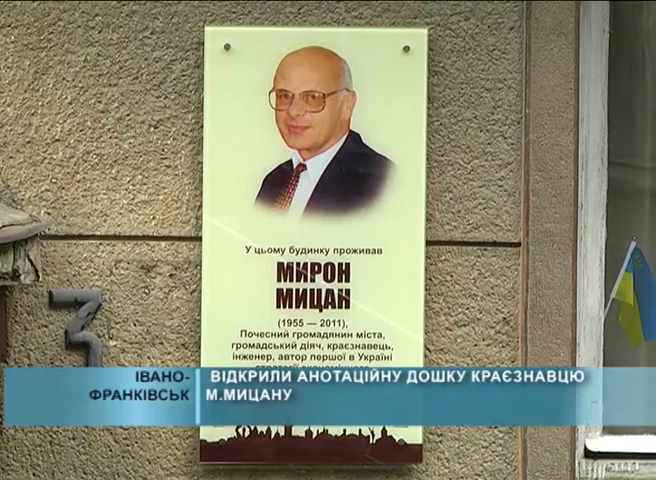 У цьому будинку проживав
МИРОН
МИЦАН
(1955 — 2011),
Почесний громадянин міста,
громадський діяч, краєзнавець,
інженер, автор першої в Україні
3
ІВАНО-
ФРАНКІВСЬК
ВІДКРИЛИ АНОТАЦІЙНУ ДОШКУ КРАЄЗНАВЦЮ
М.МИЦАНУ